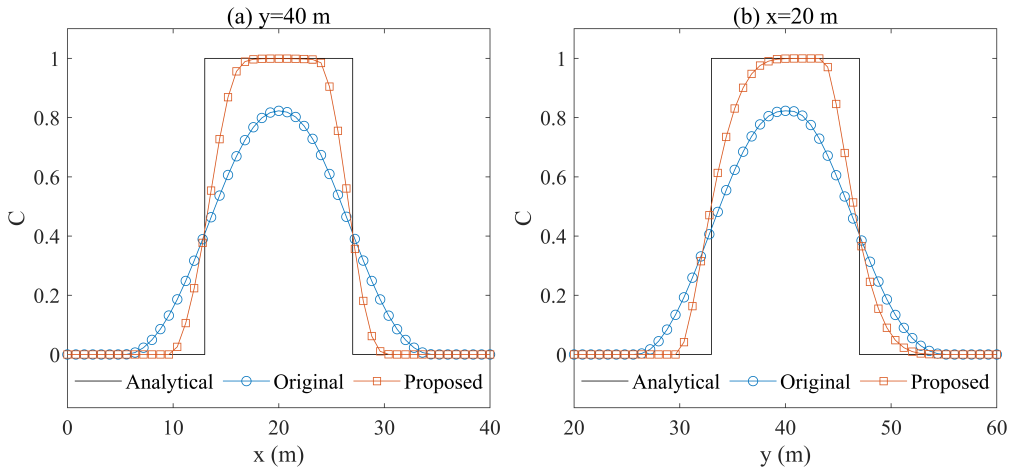 (a) y=40 m
C
1
0.8
0.6
0.4
0.2
0
Analytical Original Proposed
0 10 20 30 40
x (m)
(b) x=20 m
C
1
0.8
0.6
0.4
0.2
0
Analytical Original Proposed
20 30 40 50 60
y (m)